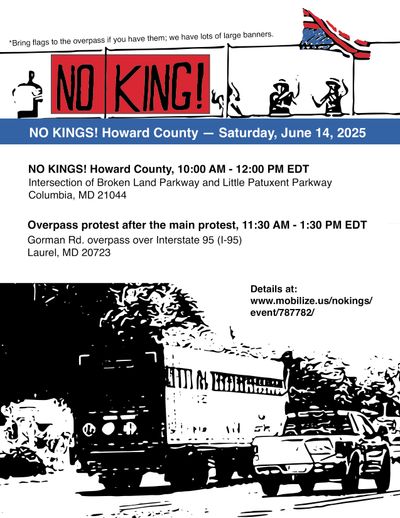 *Bring flags to the overpass if you have them; we have lots of large banners.
NO KING!
NO KINGS! Howard County — Saturday, June 14, 2025
NO KINGS! Howard County, 10:00 AM - 12:00 PM EDT
Intersection of Broken Land Parkway and Little Patuxent Parkway
Columbia, MD 21044
Overpass protest after the main protest, 11:30 AM - 1:30 PM EDT
Gorman Rd. overpass over Interstate 95 (I-95)
Laurel, MD 20723
Details at:
www.mobilize.us/nokings/
event/787782/